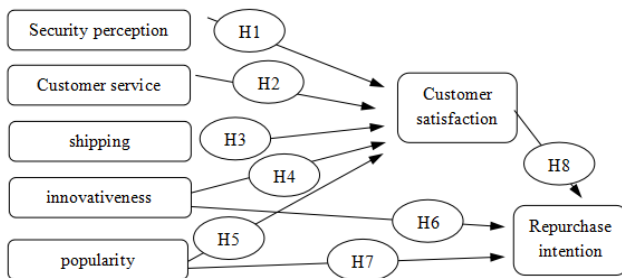 Security perception
H1
Customer service
H2
Customer
satisfaction
shipping
H3
H4
H8
innovativeness
H5
H6
Repurchase
intention
popularity
H7